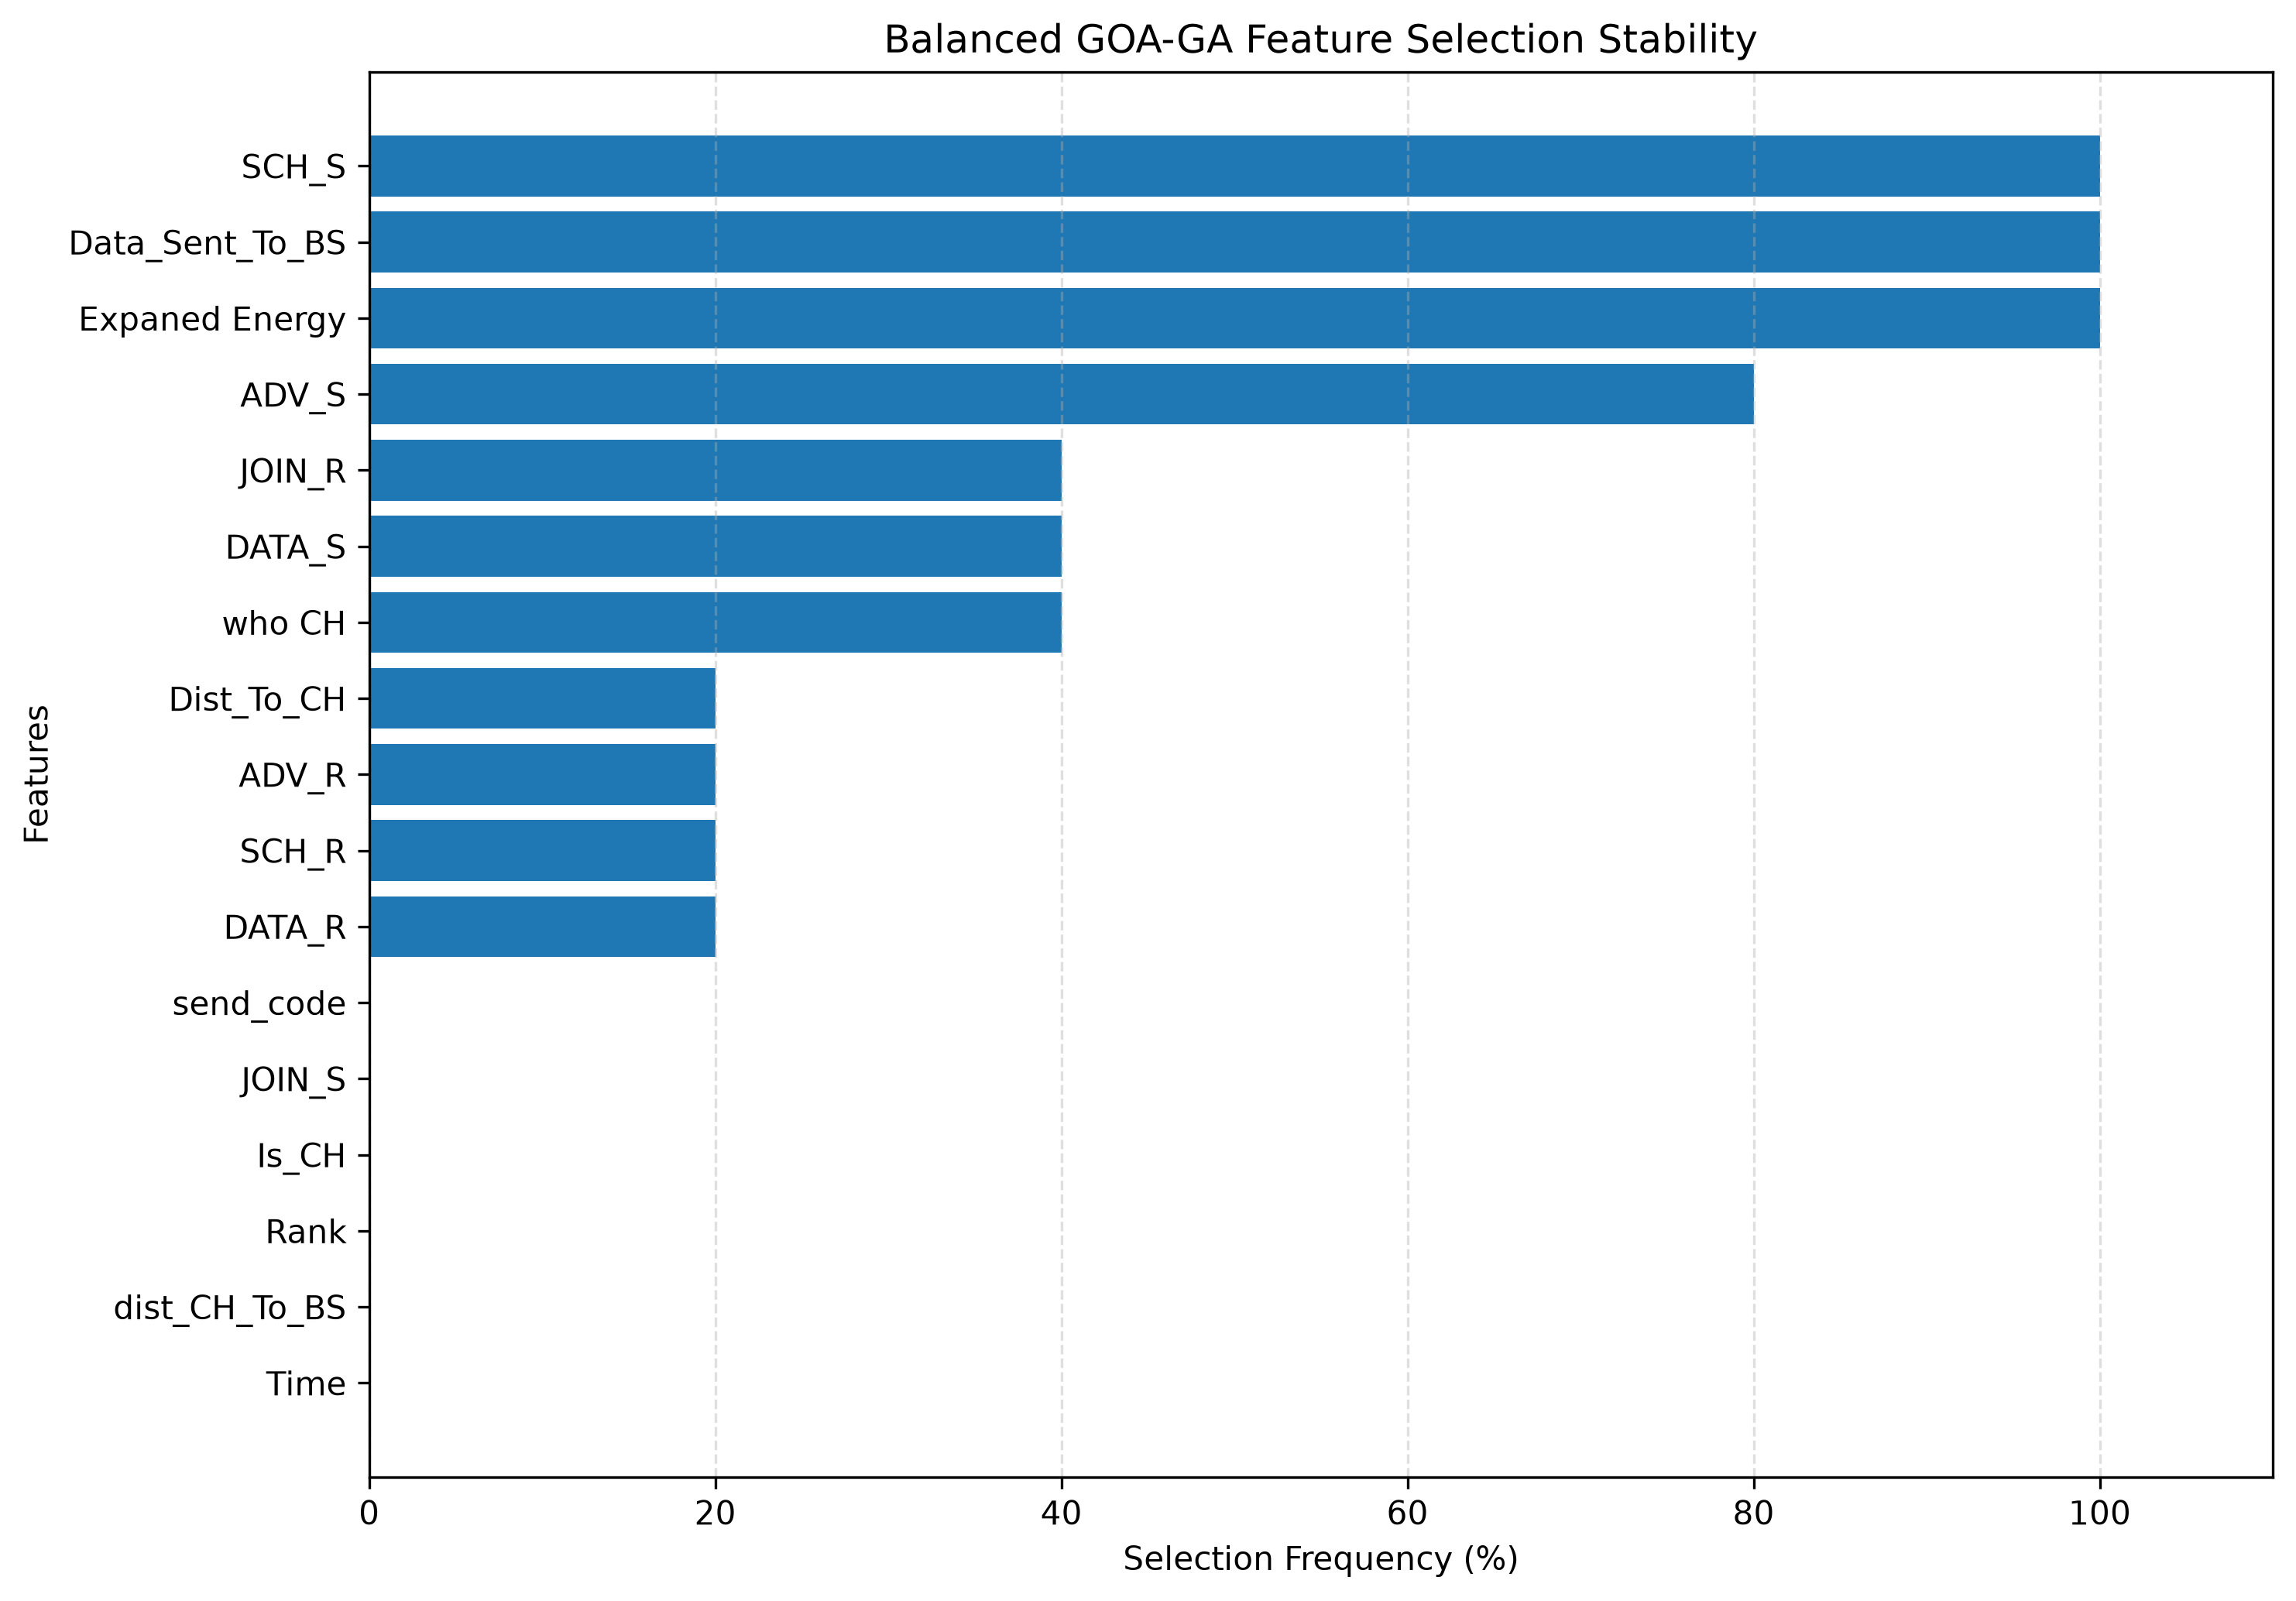 Balanced GOA-GA Feature Selection Stability
SCH_S
Data_Sent_To_BS
Expaned Energy
ADV_S
JOIN_R
DATA_S
who CH
Dist_To_CH
ADV_R
SCH_R
DATA_R
send_code
JOIN_S
Is_CH
Rank
dist_CH_To_BS
Time
Features
0 20 40 60 80 100
Selection Frequency (%)